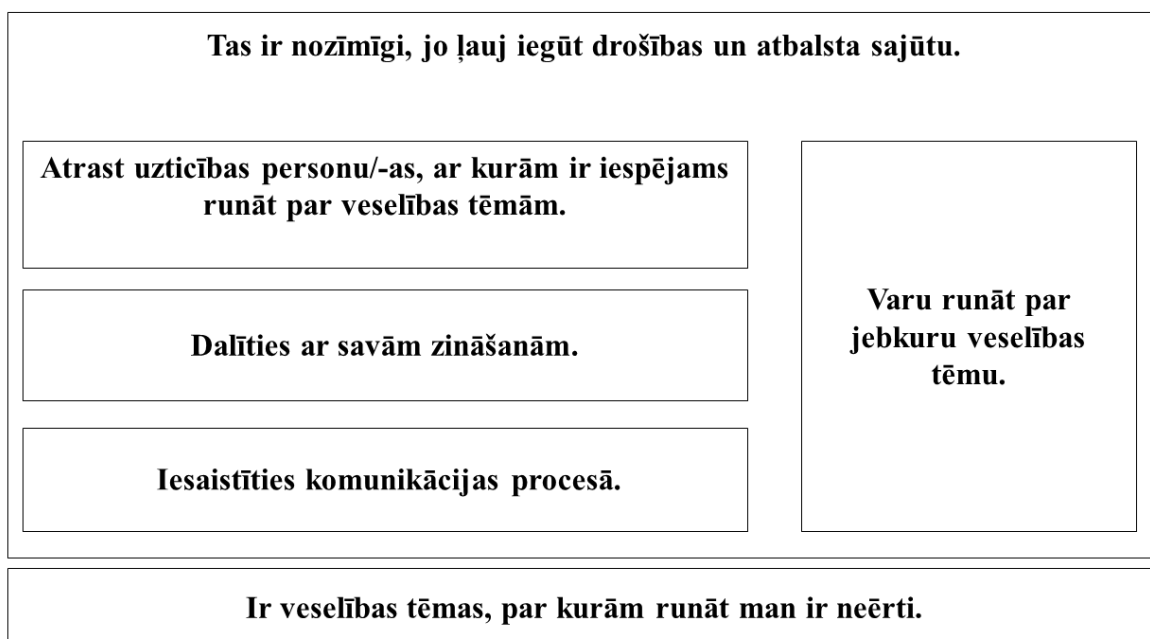 Tas ir nozīmīgi, jo ļauj iegūt drošības un atbalsta sajūtu.
Atrast uzticības personu/-as, ar kurām ir iespējams
runāt par veselības tēmām.
Dalīties ar savām zināšanām.
Iesaistīties komunikācijas procesā.
Varu runāt par
jebkuru veselības
tēmu.
Ir veselības tēmas, par kurām runāt man ir neērti.